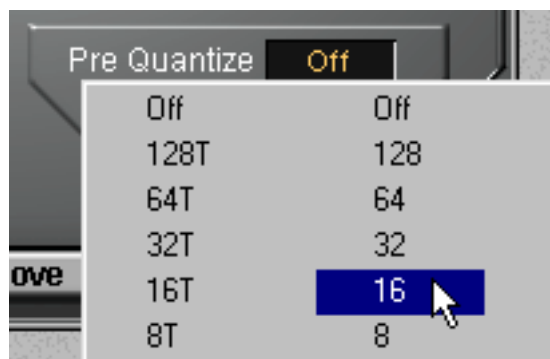 Pre Quantize Off
Off Off
128T 128
64T 64
32T 32
ove
16T 16
8T 8